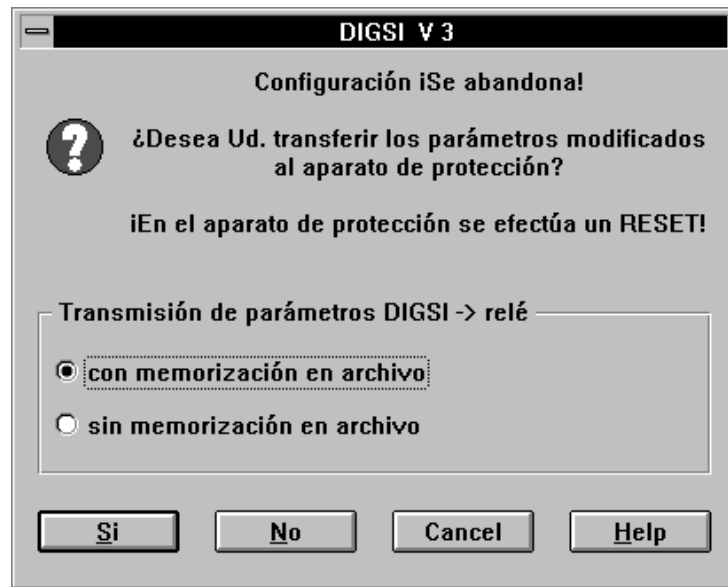 DIGSI V 3
Configuración ¡Se abandona!
¿Desea Ud. transferir los parámetros modificados
al aparato de protección?
¡En el aparato de protección se efectúa un RESET!
Transmisión de parámetros DIGSI -> relé
con memorización en archivo
sin memorización en archivo
Si No Cancel Help